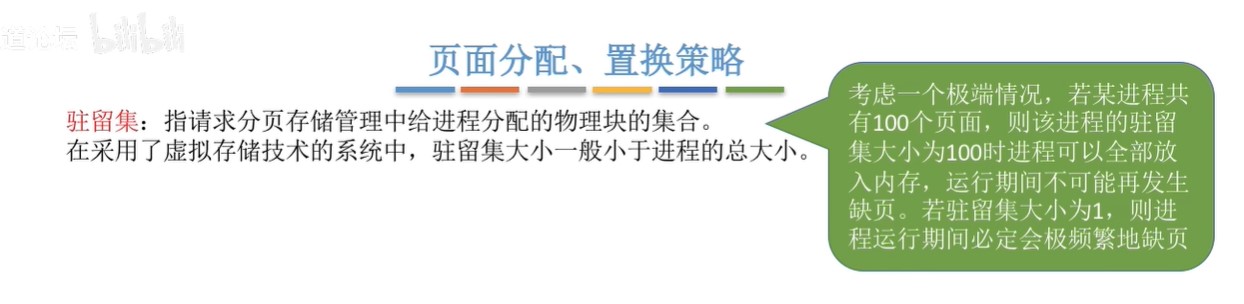 道论坛 bilibili
页面分配、置换策略
驻留集：指请求分页存储管理中给进程分配的物理块的集合。
在采用了虚拟存储技术的系统中，驻留集大小一般小于进程的总大小。
考虑一个极端情况，若某进程共
有100个页面，则该进程的驻留
集大小为100时进程可以全部放
入内存，运行期间不可能再发生
缺页。若驻留集大小为1，则进
程运行期间必定会极频繁地缺页